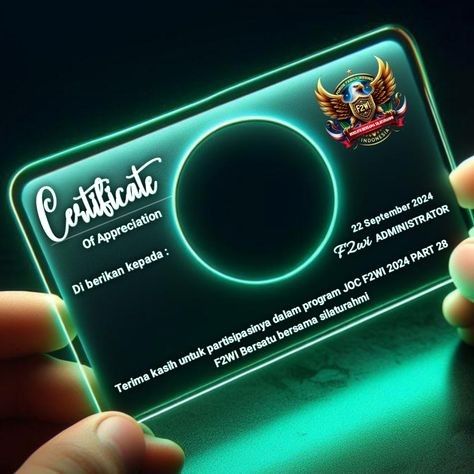 F2WI
INDONESIA
Certificate
Of Appreciation
Di berikan kepada :
22 September 2024
F2wi ADMINISTRATOR
Terima kasih untuk partisipasinya dalam program JOC F2WI 2024 PART 28
F2WI Bersatu bersama silaturahmi